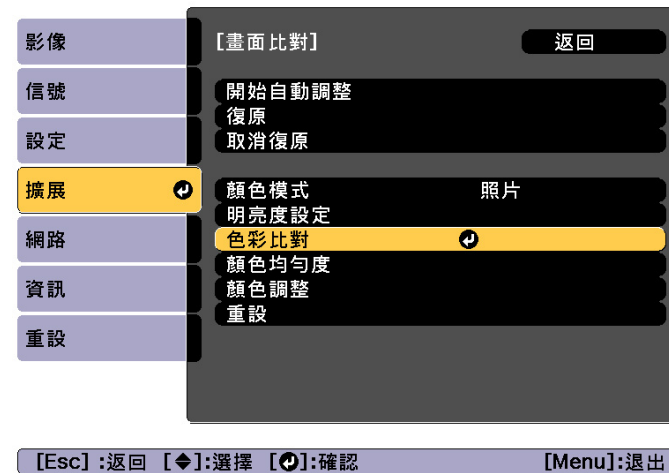 影像
信號
設定
擴展
網路
資訊
重設
[畫面比對]
返回
開始自動調整
復原
取消復原
顏色模式 照片
明亮度設定
色彩比對
顏色均勻度
顏色調整
重設
[Esc] :返回 [◆]:選擇 [↵]:確認 [Menu]:退出